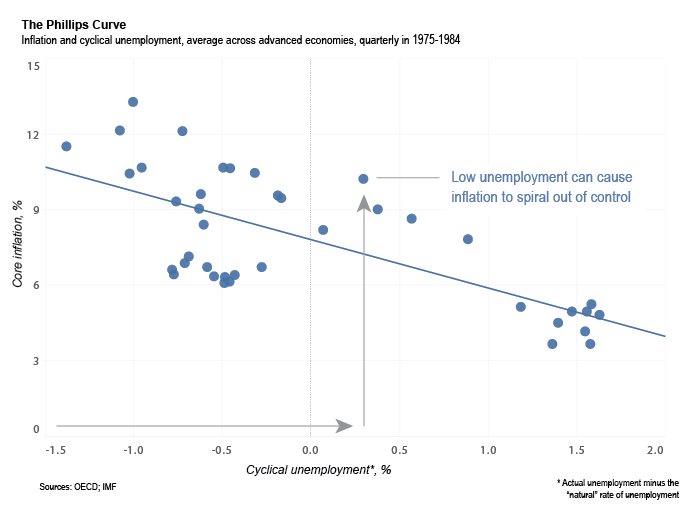 The Phillips Curve
Inflation and cyclical unemployment, average across advanced economies, quarterly in 1975-1984
15
12
9
6
3
0
Core inflation, %
Low unemployment can cause
inflation to spiral out of control
-1.5 -1.0 -0.5 0.0 0.5 1.0 1.5 2.0
Cyclical unemployment*, %
Sources: OECD; IMF
* Actual unemployment minus the
"natural" rate of unemployment